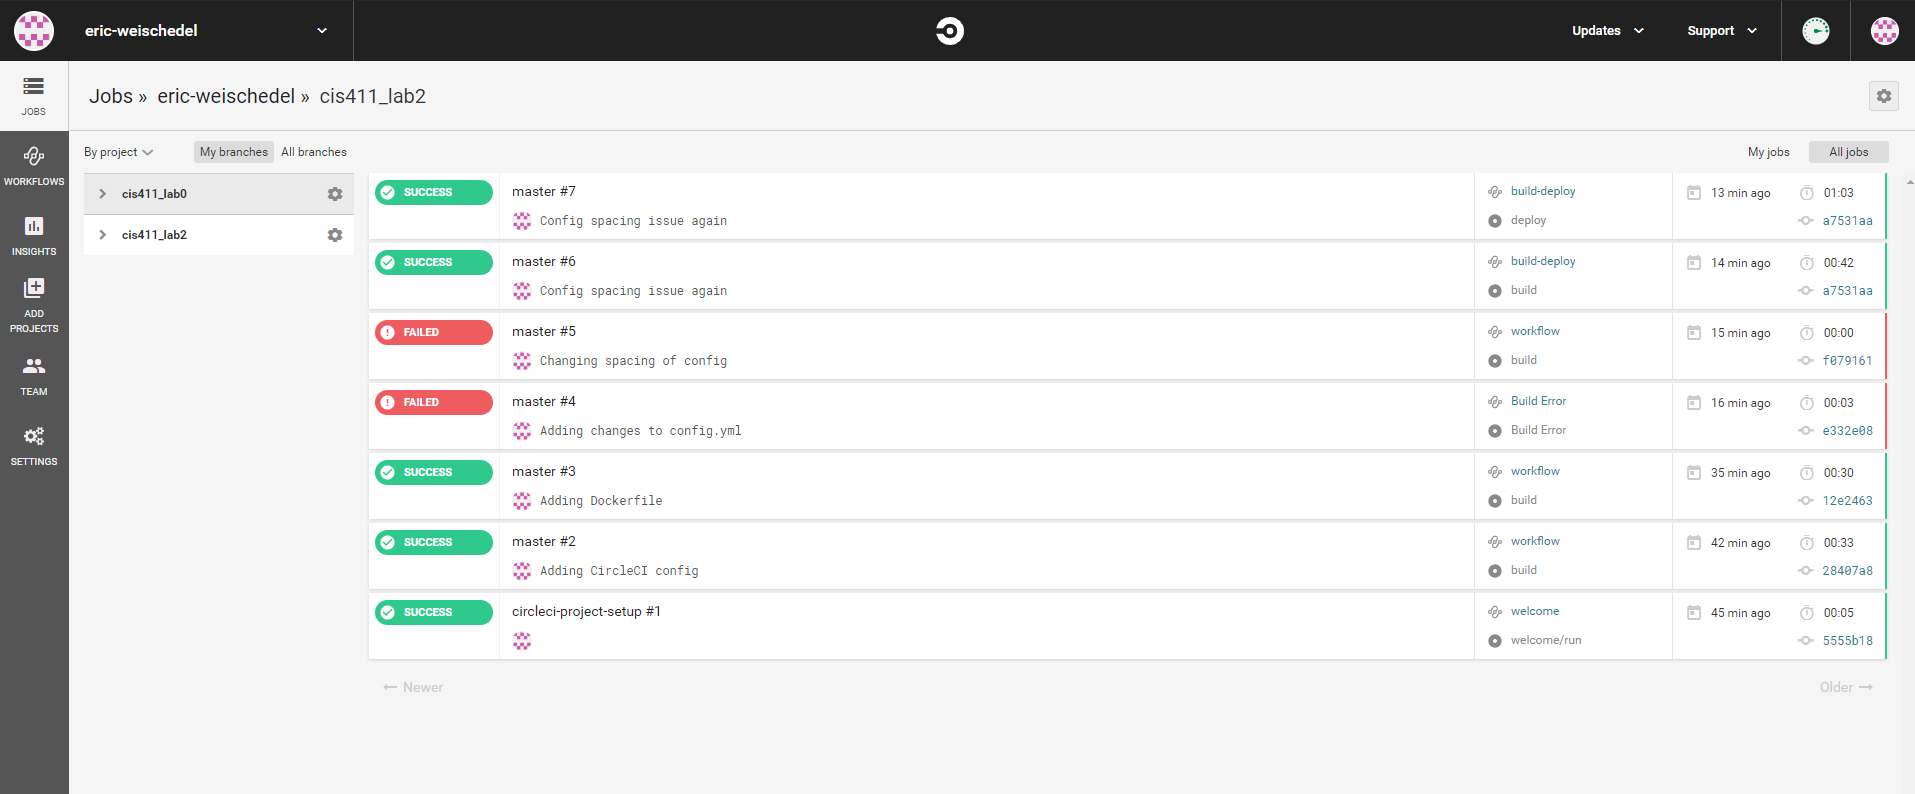 eric-weischedel
Updates
Support
JOBS
Jobs » eric-weischedel » cis411_lab2
WORKFLOWS
INSIGHTS
ADD
PROJECTS
TEAM
SETTINGS
By project
My branches
All branches
My jobs
All jobs
cis411_lab0
cis411_lab2
SUCCESS
master #7
Config spacing issue again
build-deploy
deploy
13 min ago
01:03
a7531aa
SUCCESS
master #6
Config spacing issue again
build-deploy
build
14 min ago
00:42
a7531aa
FAILED
master #5
Changing spacing of config
workflow
build
15 min ago
00:00
f079161
FAILED
master #4
Adding changes to config.yml
Build Error
Build Error
16 min ago
00:03
e332e08
SUCCESS
master #3
Adding Dockerfile
workflow
build
35 min ago
00:30
12e2463
SUCCESS
master #2
Adding CircleCI config
workflow
build
42 min ago
00:33
28407a8
SUCCESS
circleci-project-setup #1
welcome
welcome/run
45 min ago
00:05
5555b18
Newer
Older